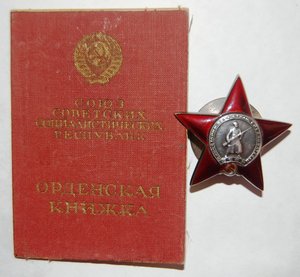 СОЮЗ
СОВЕТСКИХ
СОЦИАЛИСТИЧЕСКИХ
РЕСПУБЛИК
ОРДЕНСКАЯ
КНИЖКА